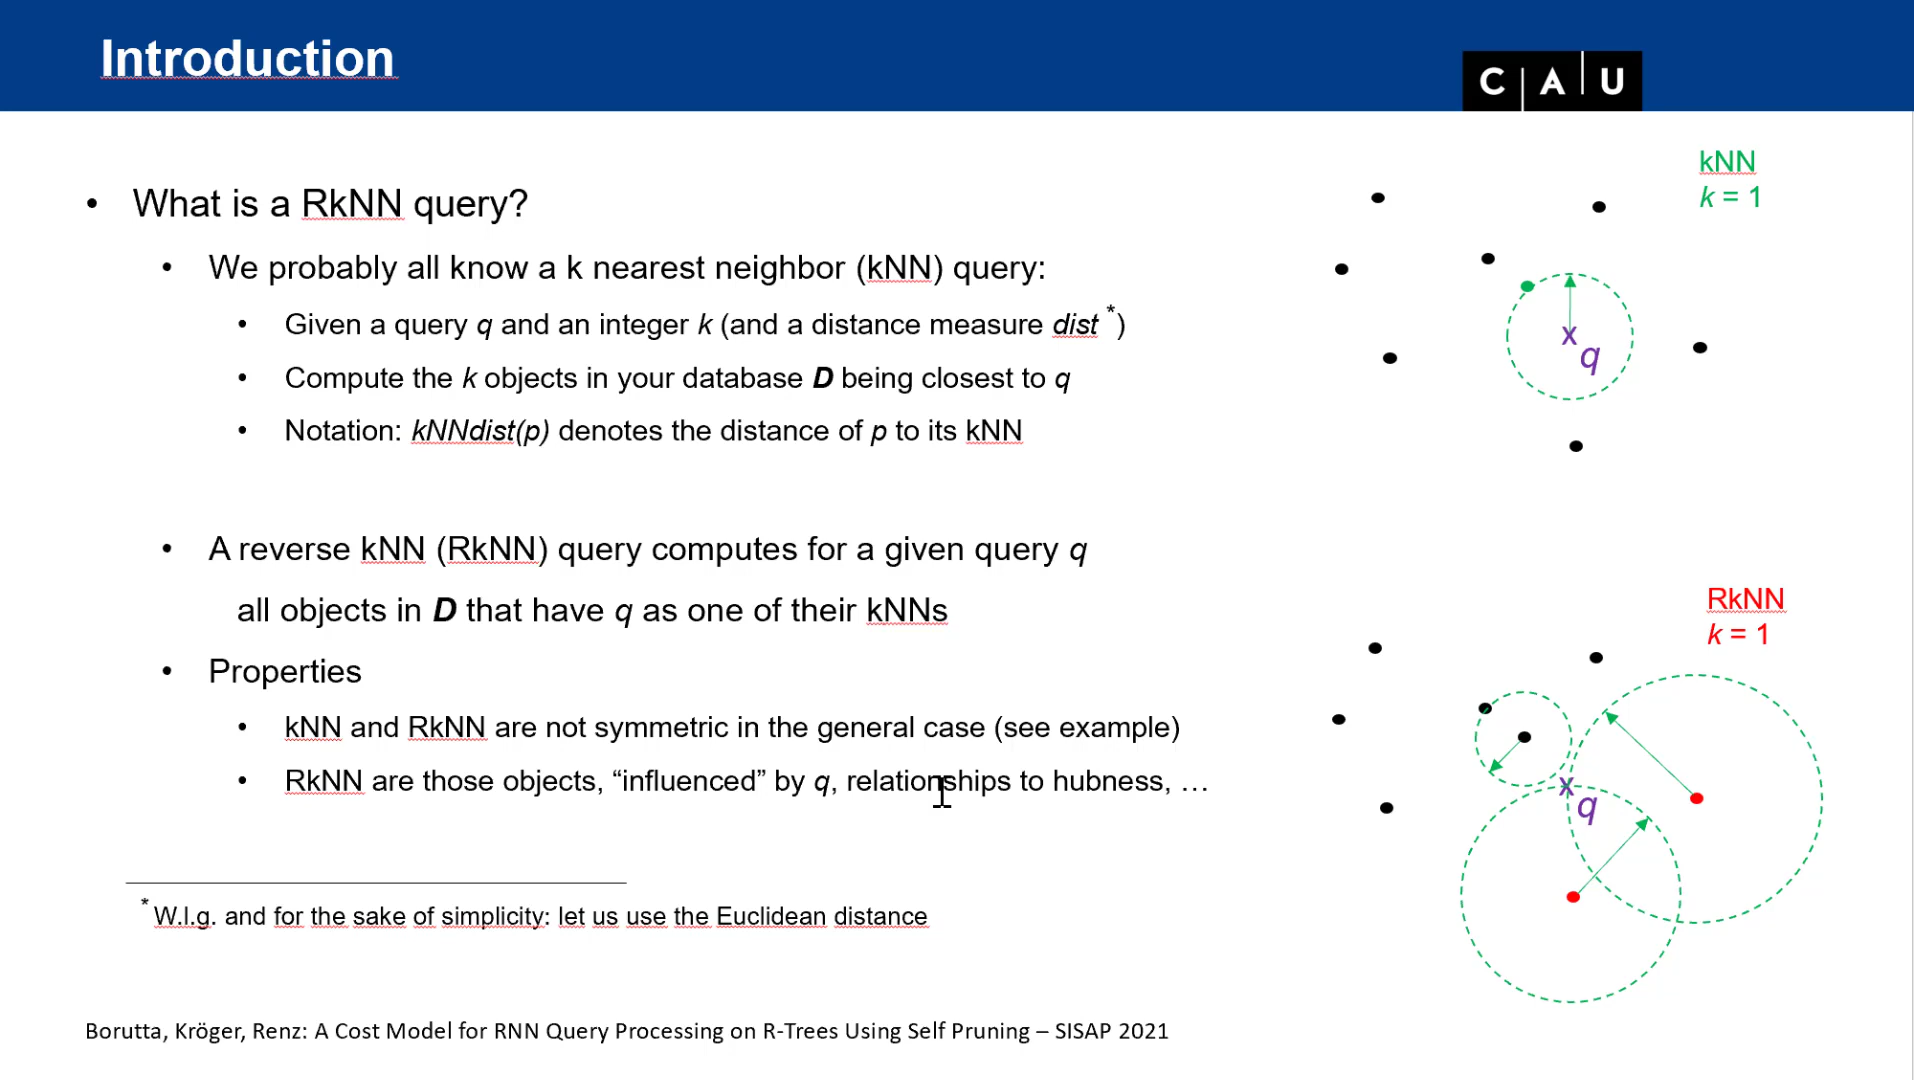 Introduction
C A U
• What is a RkNN query?
• We probably all know a k nearest neighbor (kNN) query:
• Given a query q and an integer k (and a distance measure dist *)
• Compute the k objects in your database D being closest to q
• Notation: kNNdist(p) denotes the distance of p to its kNN
• A reverse kNN (RkNN) query computes for a given query q
all objects in D that have q as one of their kNNs
• Properties
• kNN and RkNN are not symmetric in the general case (see example)
• RkNN are those objects, “influenced” by q, relationships to hubness, …
* W.l.g. and for the sake of simplicity: let us use the Euclidean distance
kNN
k = 1
x
q
RkNN
k = 1
x
q
Borutta, Kröger, Renz: A Cost Model for RNN Query Processing on R-Trees Using Self Pruning – SISAP 2021